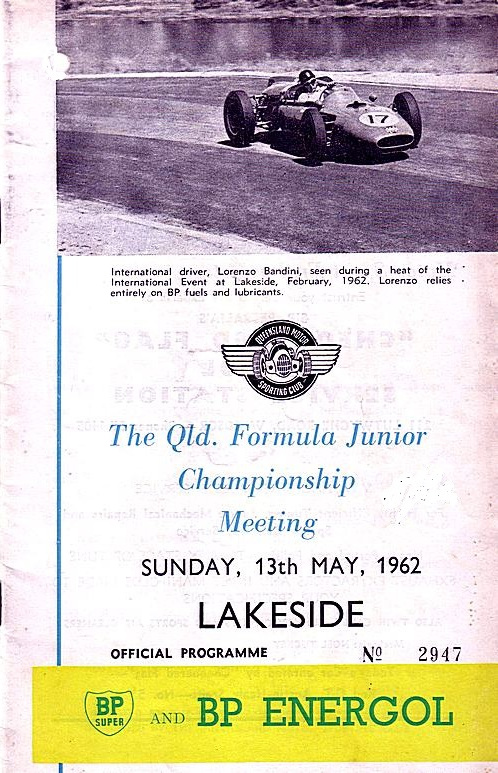 17
International driver, Lorenzo Bandini, seen during a heat of the
International Event at Lakeside, February, 1962. Lorenzo relies
entirely on BP fuels and lubricants.
QUEENSLAND MOTOR
SPORTING CLUB
The Qld. Formula Junior
Championship
Meeting
SUNDAY, 13th MAY, 1962
LAKESIDE
OFFICIAL PROGRAMME Nº 2947
BP
SUPER
AND BP ENERGOL